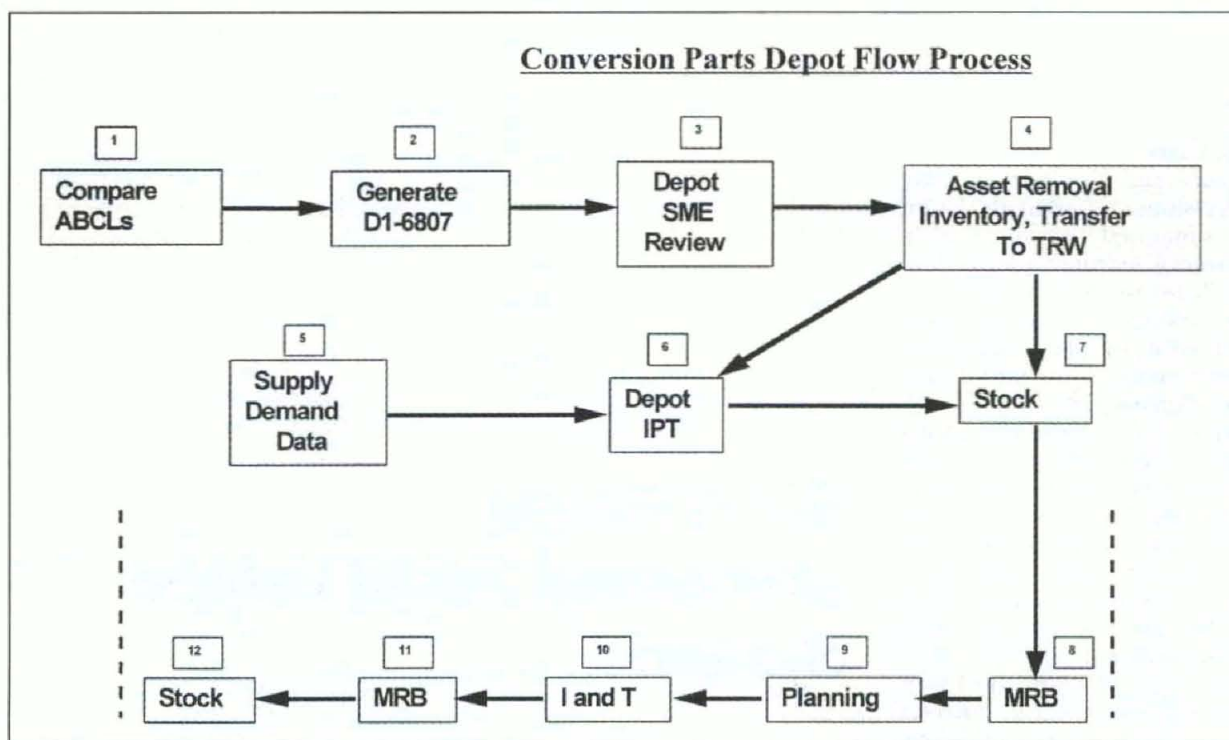 Conversion Parts Depot Flow Process
1
Compare
ABCLs
2
Generate
D1-6807
3
Depot
SME
Review
4
Asset Removal
Inventory, Transfer
To TRW
5
Supply
Demand
Data
6
Depot
IPT
7
Stock
12
Stock
11
MRB
10
I and T
9
Planning
8
MRB